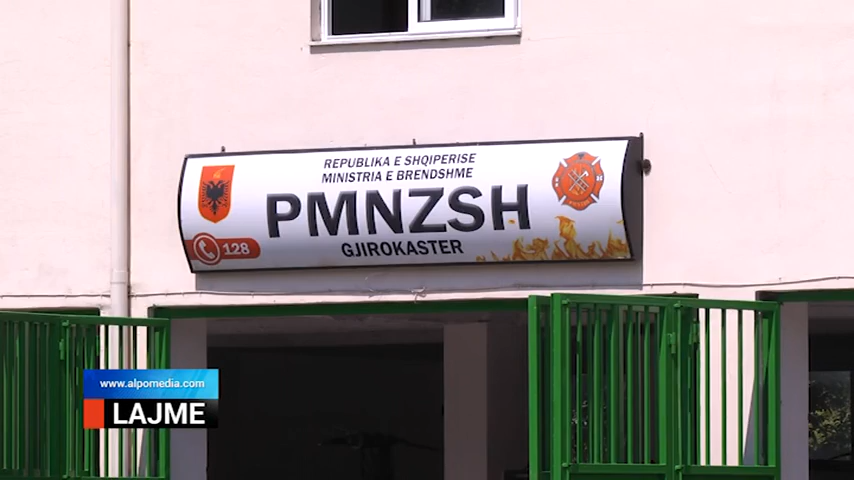 REPUBLIKA E SHQIPERISE
MINISTRIA E BRENDSHME
PMNZSH
GJIROKASTER
128
www.alpomedia.com
LAJME